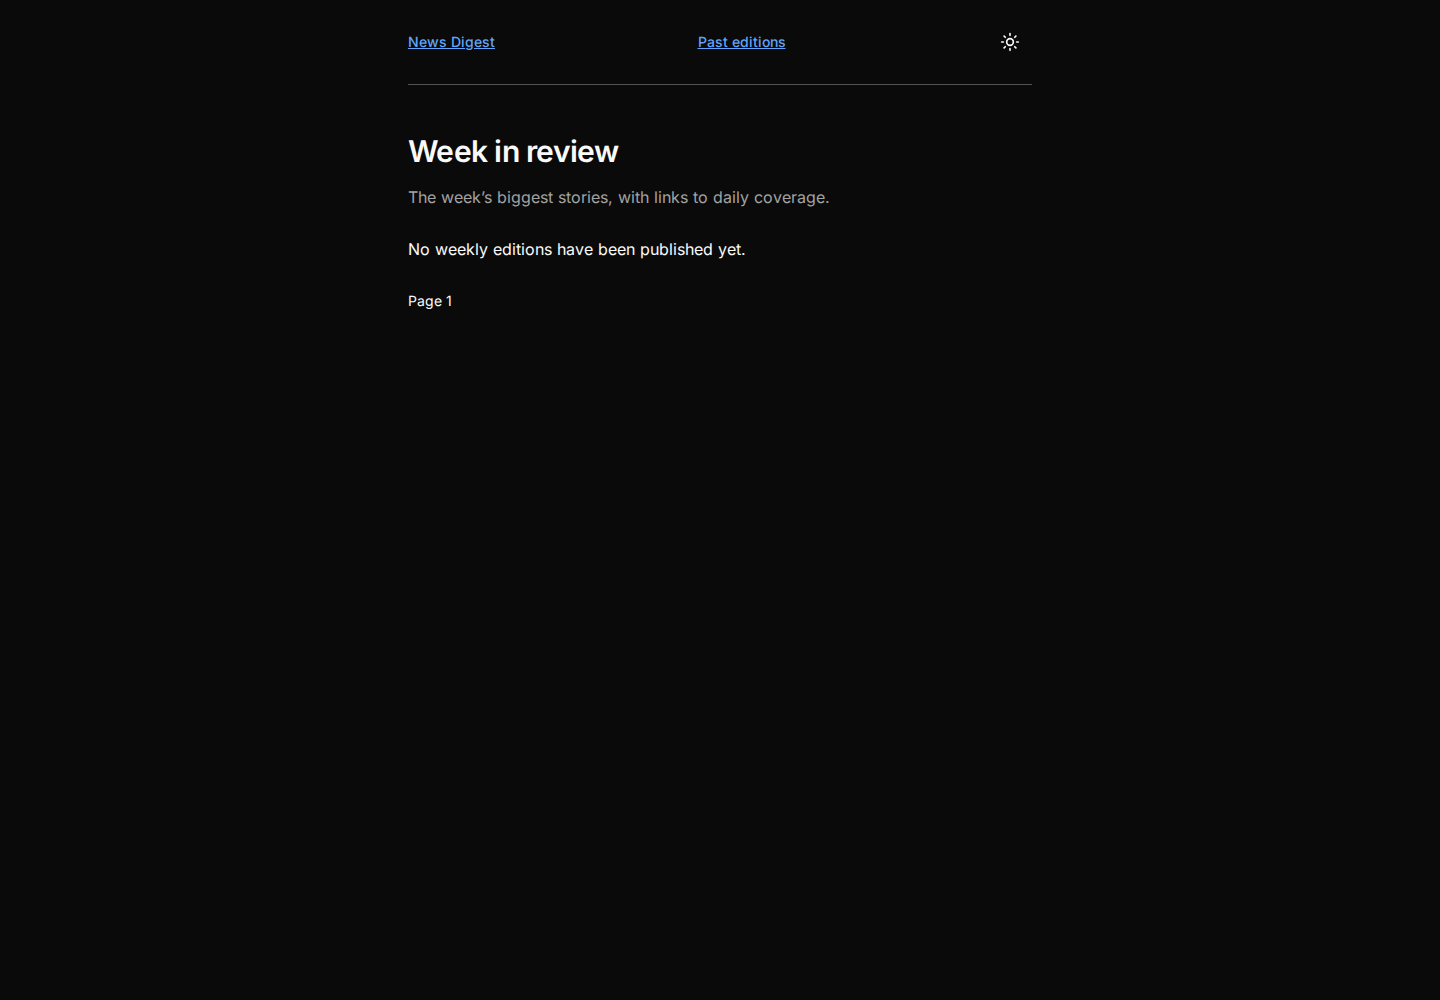 News Digest
Past editions
Week in review
The week’s biggest stories, with links to daily coverage.
No weekly editions have been published yet.
Page 1